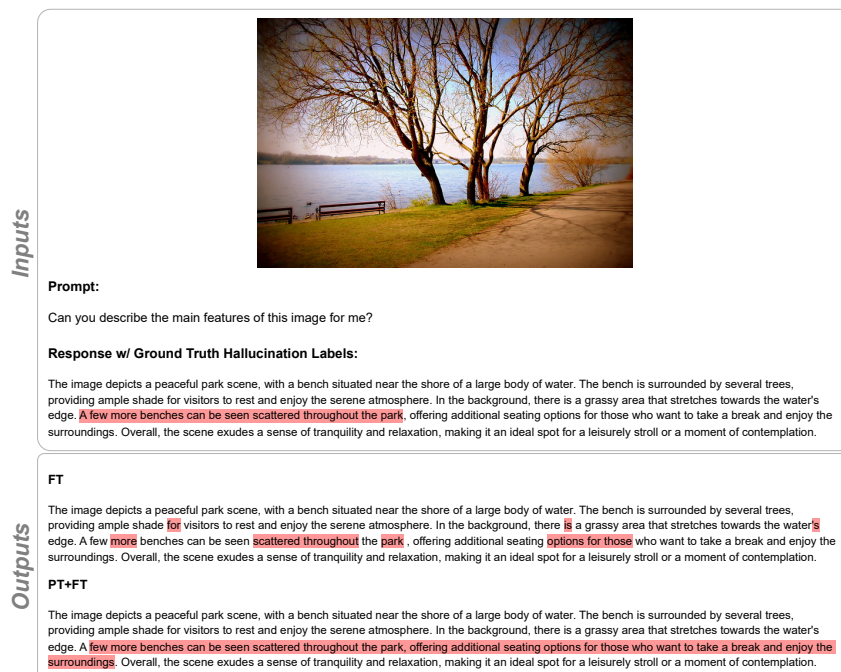 Inputs
Prompt:
Can you describe the main features of this image for me?
Response w/ Ground Truth Hallucination Labels:
The image depicts a peaceful park scene, with a bench situated near the shore of a large body of water. The bench is surrounded by several trees,
providing ample shade for visitors to rest and enjoy the serene atmosphere. In the background, there is a grassy area that stretches towards the water's
edge. A few more benches can be seen scattered throughout the park, offering additional seating options for those who want to take a break and enjoy the
surroundings. Overall, the scene exudes a sense of tranquility and relaxation, making it an ideal spot for a leisurely stroll or a moment of contemplation.
Outputs
FT
The image depicts a peaceful park scene, with a bench situated near the shore of a large body of water. The bench is surrounded by several trees,
providing ample shade for visitors to rest and enjoy the serene atmosphere. In the background, there is a grassy area that stretches towards the water's
edge. A few more benches can be seen scattered throughout the park , offering additional seating options for those who want to take a break and enjoy the
surroundings. Overall, the scene exudes a sense of tranquility and relaxation, making it an ideal spot for a leisurely stroll or a moment of contemplation.
PT+FT
The image depicts a peaceful park scene, with a bench situated near the shore of a large body of water. The bench is surrounded by several trees,
providing ample shade for visitors to rest and enjoy the serene atmosphere. In the background, there is a grassy area that stretches towards the water's
edge. A few more benches can be seen scattered throughout the park, offering additional seating options for those who want to take a break and enjoy the
surroundings. Overall, the scene exudes a sense of tranquility and relaxation, making it an ideal spot for a leisurely stroll or a moment of contemplation.